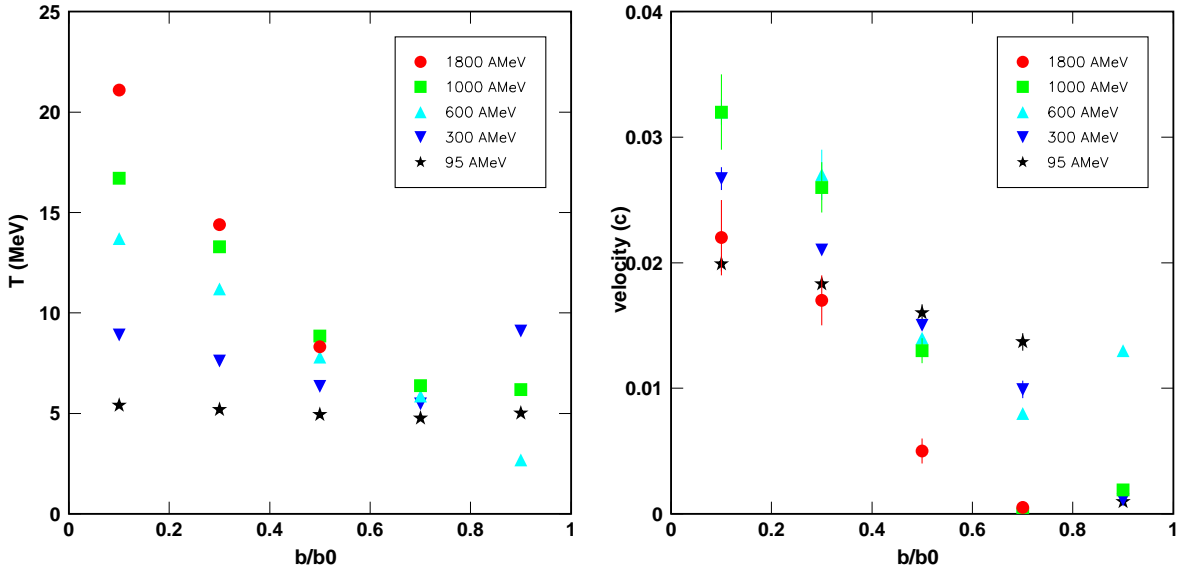 25
20
15
10
5
0
T (MeV)
1800 AMeV
1000 AMeV
600 AMeV
300 AMeV
95 AMeV
0
0.2
0.4
0.6
0.8
1
b/b0
0.04
0.03
0.02
0.01
0
velocity (c)
1800 AMeV
1000 AMeV
600 AMeV
300 AMeV
95 AMeV
0
0.2
0.4
0.6
0.8
1
b/b0